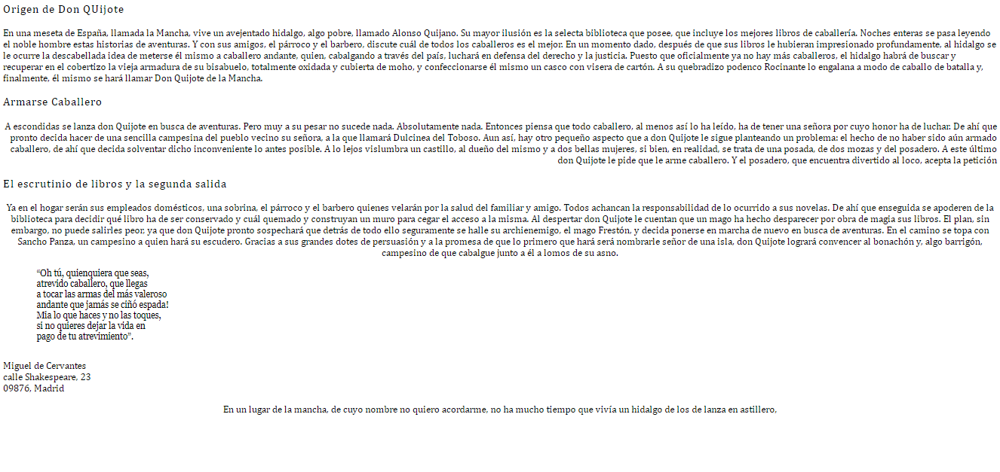 Origen de Don QUijote
En una meseta de España, llamada la Mancha, vive un avejentado hidalgo, algo pobre, llamado Alonso Quijano. Su mayor ilusión es la selecta biblioteca que posee, que incluye los mejores libros de caballería. Noches enteras se pasa leyendo
el noble hombre estas historias de aventuras. Y con sus amigos, el párroco y el barbero, discute cuál de todos los caballeros es el mejor. En un momento dado, después de que sus libros le hubieran impresionado profundamente, al hidalgo se
le ocurre la descabellada idea de meterse él mismo a caballero andante, quien, cabalgando a través del país, luchará en defensa del derecho y la justicia. Puesto que oficialmente ya no hay más caballeros, el hidalgo habrá de buscar y
recuperar en el cobertizo la vieja armadura de su bisabuelo, totalmente oxidada y cubierta de moho, y confeccionarse él mismo un casco con visera de cartón. A su quebradizo podenco Rocinante lo engalana a modo de caballo de batalla y,
finalmente, él mismo se hará llamar Don Quijote de la Mancha.
Armarse Caballero
A escondidas se lanza don Quijote en busca de aventuras. Pero muy a su pesar no sucede nada. Absolutamente nada. Entonces piensa que todo caballero, al menos así lo ha leído, ha de tener una señora por cuyo honor ha de luchar. De ahí que
pronto decida hacer de una sencilla campesina del pueblo vecino su señora, a la que llamará Dulcinea del Toboso. Aun así, hay otro pequeño aspecto que a don Quijote le sigue planteando un problema: el hecho de no haber sido aún armado
caballero, de ahí que decida solventar dicho inconveniente lo antes posible. A lo lejos vislumbra un castillo, al dueño del mismo y a dos bellas mujeres, si bien, en realidad, se trata de una posada, de dos mozas y del posadero. A este último
don Quijote le pide que le arme caballero. Y el posadero, que encuentra divertido al loco, acepta la petición
El escrutinio de libros y la segunda salida
Ya en el hogar serán sus empleados domésticos, una sobrina, el párroco y el barbero quienes velarán por la salud del familiar y amigo. Todos achancan la responsabilidad de lo ocurrido a sus novelas. De ahí que enseguida se apoderen de la
biblioteca para decidir qué libro ha de ser conservado y cuál quemado y construyan un muro para cegar el acceso a la misma. Al despertar don Quijote le cuentan que un mago ha hecho desparecer por obra de magia sus libros. El plan, sin
embargo, no puede salirles peor, ya que don Quijote pronto sospechará que detrás de todo ello seguramente se halle su archienemigo, el mago Frestón, y decida ponerse en marcha de nuevo en busca de aventuras. En el camino se topa con
Sancho Panza, un campesino a quien hará su escudero. Gracias a sus grandes dotes de persuasión y a la promesa de que lo primero que hará será nombrarle señor de una isla, don Quijote logrará convencer al bonachón y, algo barrigón,
campesino de que cabalgue junto a él a lomos de su asno.
“Oh tú, quienquiera que seas,
atrevido caballero, que llegas
a tocar las armas del más valeroso
andante que jamás se ciñó espada!
Mia lo que haces y no las toques,
si no quieres dejar la vida en
pago de tu atrevimiento”.
Miguel de Cervantes
calle Shakespeare, 23
09876, Madrid
En un lugar de la mancha, de cuyo nombre no quiero acordarme, no ha mucho tiempo que vivía un hidalgo de los de lanza en astillero,